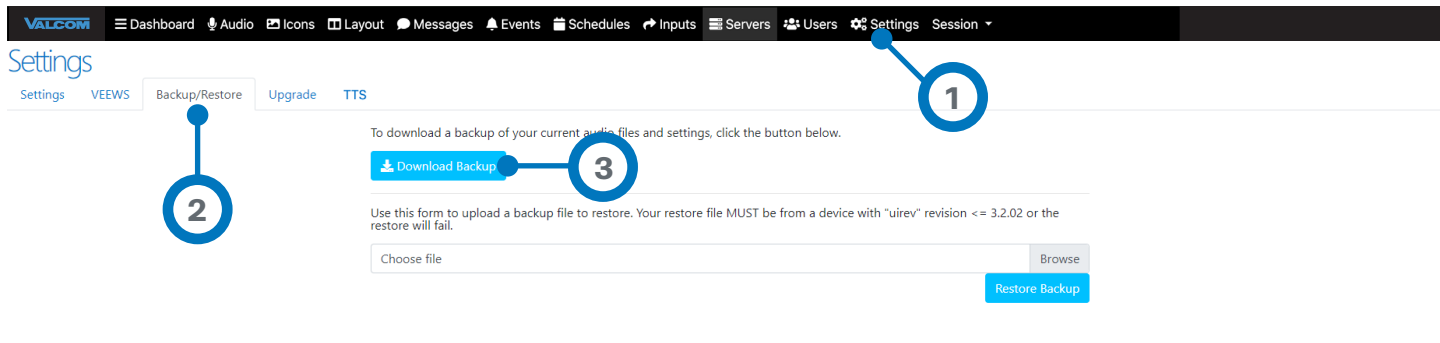 VALCOM Dashboard Audio Icons Layout Messages Events Schedules Inputs Servers Users Settings Session
1
Settings
Settings VEEWS Backup/Restore Upgrade TTS
To download a backup of your current audio files and settings, click the button below.
Download Backup
3
2
Use this form to upload a backup file to restore. Your restore file MUST be from a device with "uirev" revision <= 3.2.02 or the
restore will fail.
Choose file Browse
Restore Backup